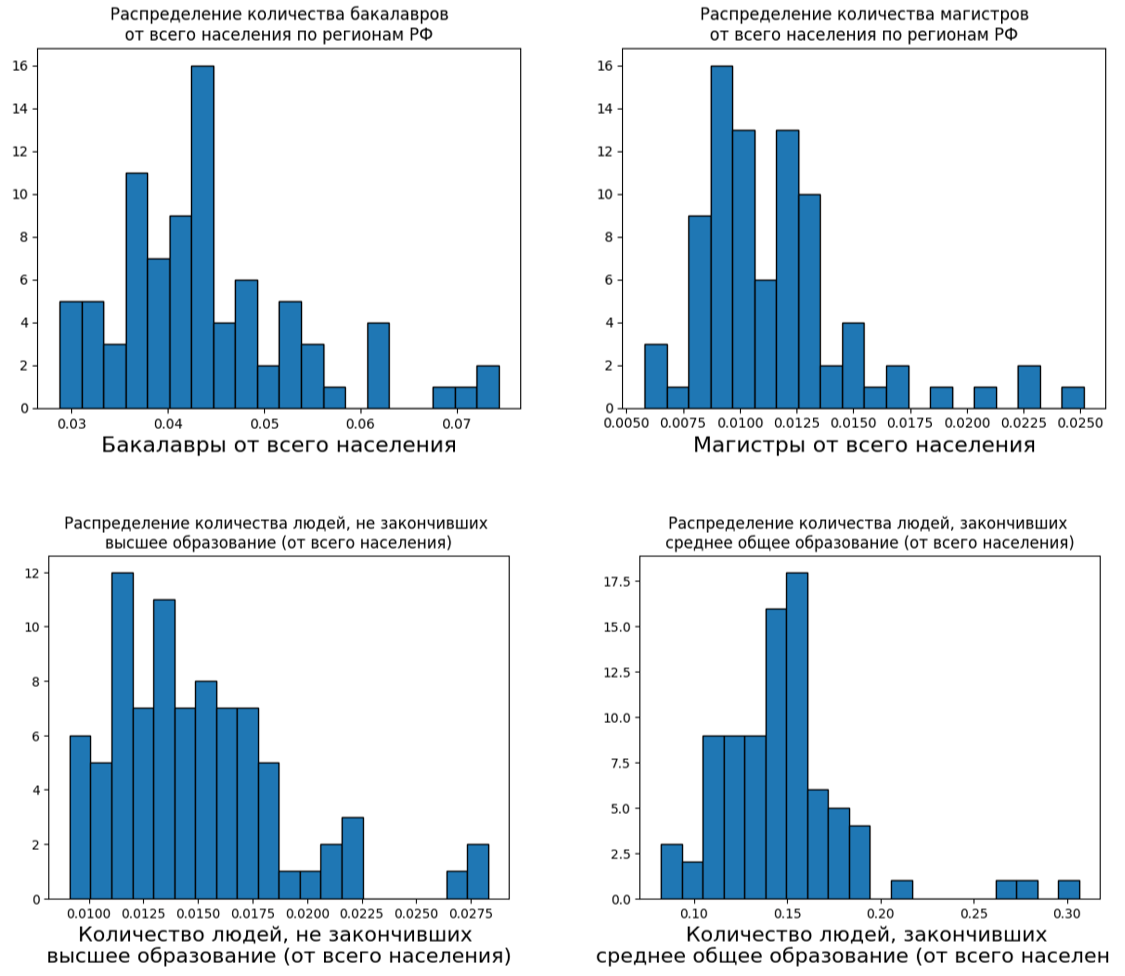 Распределение количества бакалавров
от всего населения по регионам РФ
16
14
12
10
8
6
4
2
0
0.03 0.04 0.05 0.06 0.07
Бакалавры от всего населения
Распределение количества магистров
от всего населения по регионам РФ
16
14
12
10
8
6
4
2
0
0.0050 0.0075 0.0100 0.0125 0.0150 0.0175 0.0200 0.0225 0.0250
Магистры от всего населения
Распределение количества людей, не закончивших
высшее образование (от всего населения)
12
10
8
6
4
2
0
0.0100 0.0125 0.0150 0.0175 0.0200 0.0225 0.0250 0.0275
Количество людей, не закончивших
высшее образование (от всего населения)
Распределение количества людей, закончивших
среднее общее образование (от всего населения)
17.5
15.0
12.5
10.0
7.5
5.0
2.5
0.0
0.10 0.15 0.20 0.25 0.30
Количество людей, закончивших
среднее общее образование (от всего населен